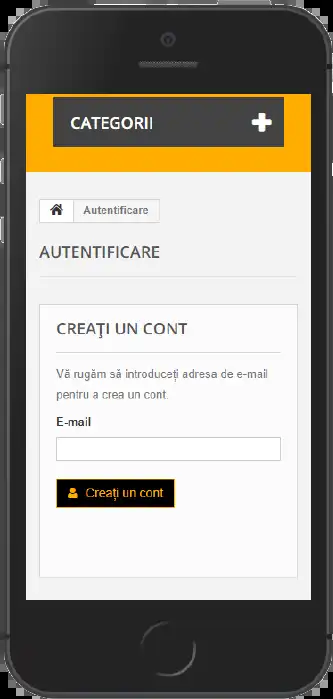 CATEGORII
Autentificare
AUTENTIFICARE
CREAŢI UN CONT
Vă rugăm să introduceți adresa de e-mail
pentru a crea un cont.
E-mail
Creați un cont